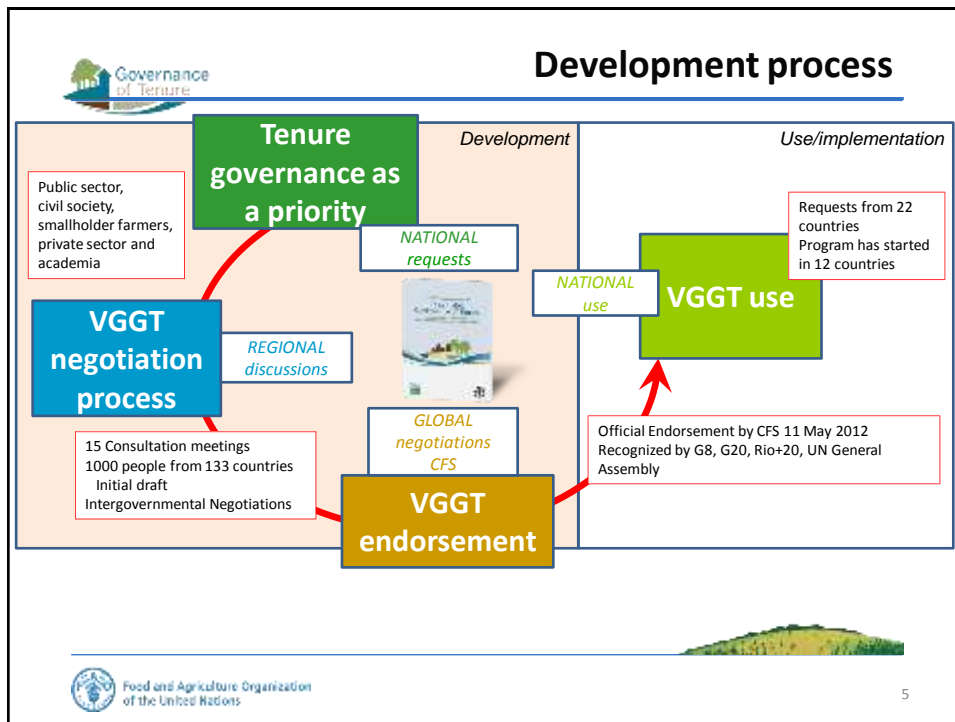 Governance
of Tenure
Development process
Development
Use/implementation
Tenure
governance as
a priority
Public sector,
civil society,
smallholder farmers,
private sector and
academia
NATIONAL
requests
Requests from 22
countries
Program has started
in 12 countries
NATIONAL
use
VGGT use
VGGT
negotiation
process
REGIONAL
discussions
GLOBAL
negotiations
CFS
15 Consultation meetings
1000 people from 133 countries
Initial draft
Intergovernmental Negotiations
Official Endorsement by CFS 11 May 2012
Recognized by G8, G20, Rio+20, UN General
Assembly
VGGT
endorsement
Food and Agriculture Organization
of the United Nations
5